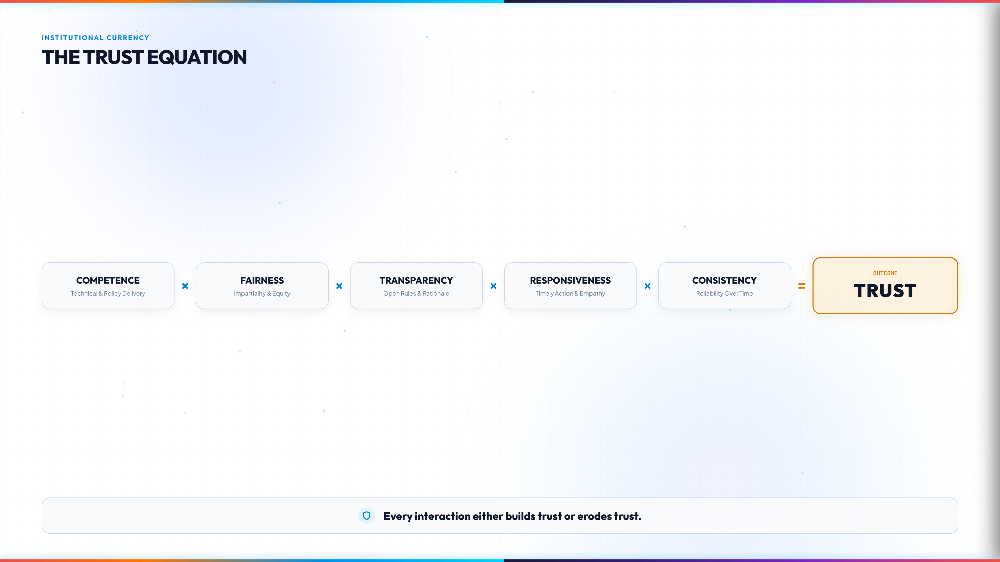 INSTITUTIONAL CURRENCY
THE TRUST EQUATION
COMPETENCE
Technical & Policy Delivery
×
FAIRNESS
Impartiality & Equity
×
TRANSPARENCY
Open Rules & Rationale
×
RESPONSIVENESS
Timely Action & Empathy
×
CONSISTENCY
Reliability Over Time
=
OUTCOME
TRUST
Every interaction either builds trust or erodes trust.